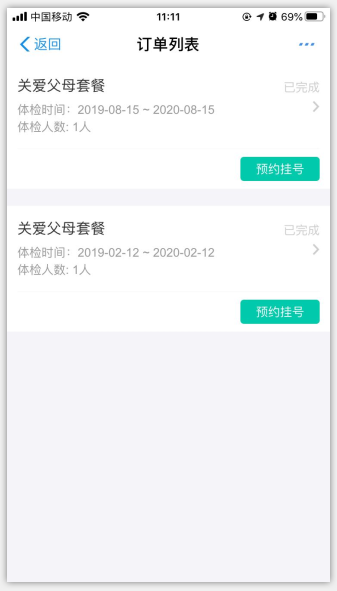 中国移动 11:11 69%
返回 订单列表
关爱父母套餐 已完成
体检时间：2019-08-15 ~ 2020-08-15
体检人数: 1人
预约挂号
关爱父母套餐 已完成
体检时间：2019-02-12 ~ 2020-02-12
体检人数: 1人
预约挂号